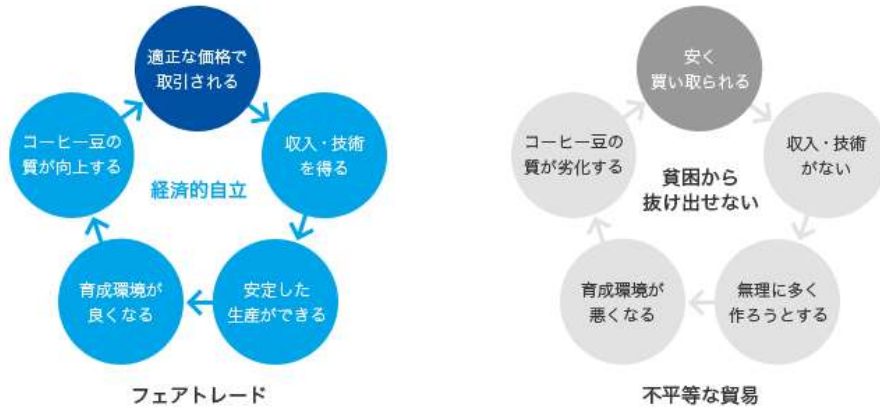 適正な価格で
取引される
収入・技術
を得る
安定した
生産ができる
育成環境が
良くなる
コーヒー豆の
質が向上する
経済的自立
フェアトレード
安く
買い取られる
収入・技術
がない
無理に多く
作ろうとする
育成環境が
悪くなる
コーヒー豆の
質が劣化する
貧困から
抜け出せない
不平等な貿易